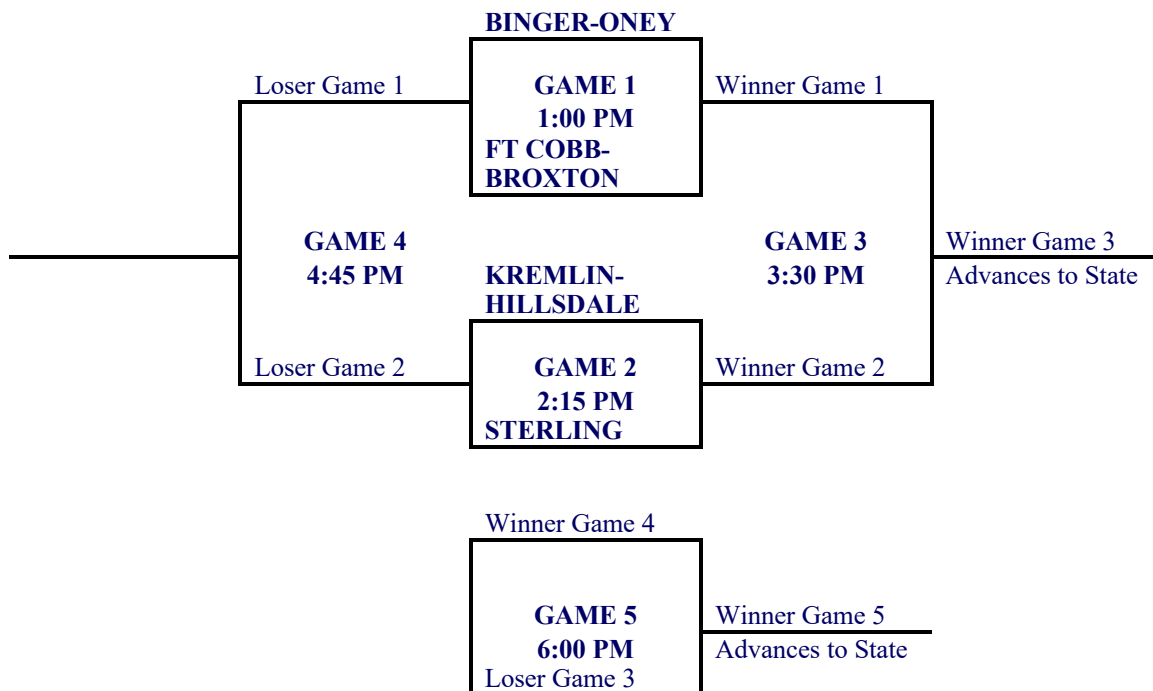 BINGER-ONEY
Loser Game 1
GAME 1
Winner Game 1
1:00 PM
FT COBB-
BROXTON
GAME 4
GAME 3
Winner Game 3
4:45 PM
KREMLIN-
HILLSDALE
3:30 PM
Advances to State
Loser Game 2
GAME 2
Winner Game 2
2:15 PM
STERLING
Winner Game 4
GAME 5
Winner Game 5
6:00 PM
Advances to State
Loser Game 3